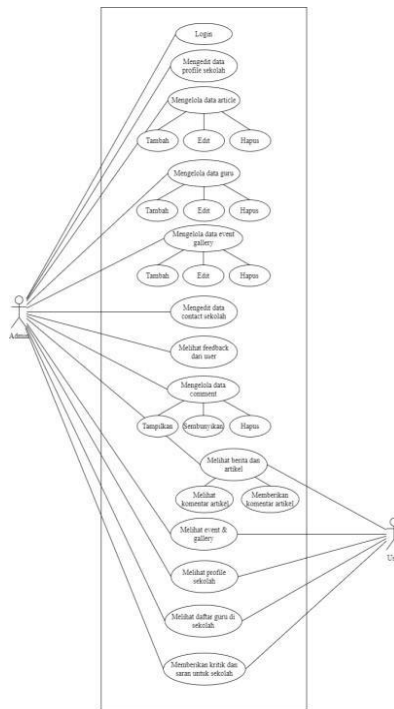 Login
Mengedit data
profile sekolah
Mengelola data article
Tambah
Edit
Hapus
Mengelola data guru
Tambah
Edit
Hapus
Mengelola data event
gallery
Tambah
Edit
Hapus
Admin
Mengedit data
contact sekolah
Melihat feedback
dari user
Mengelola data
comment
Tampilkan
Sembunyikan
Hapus
Melihat berita dan
artikel
Melihat
komentar artikel
Memberikan
komentar artikel
Melihat event &
gallery
Us
Melihat profile
sekolah
Melihat daftar guru di
sekolah
Memberikan kritik dan
saran untuk sekolah